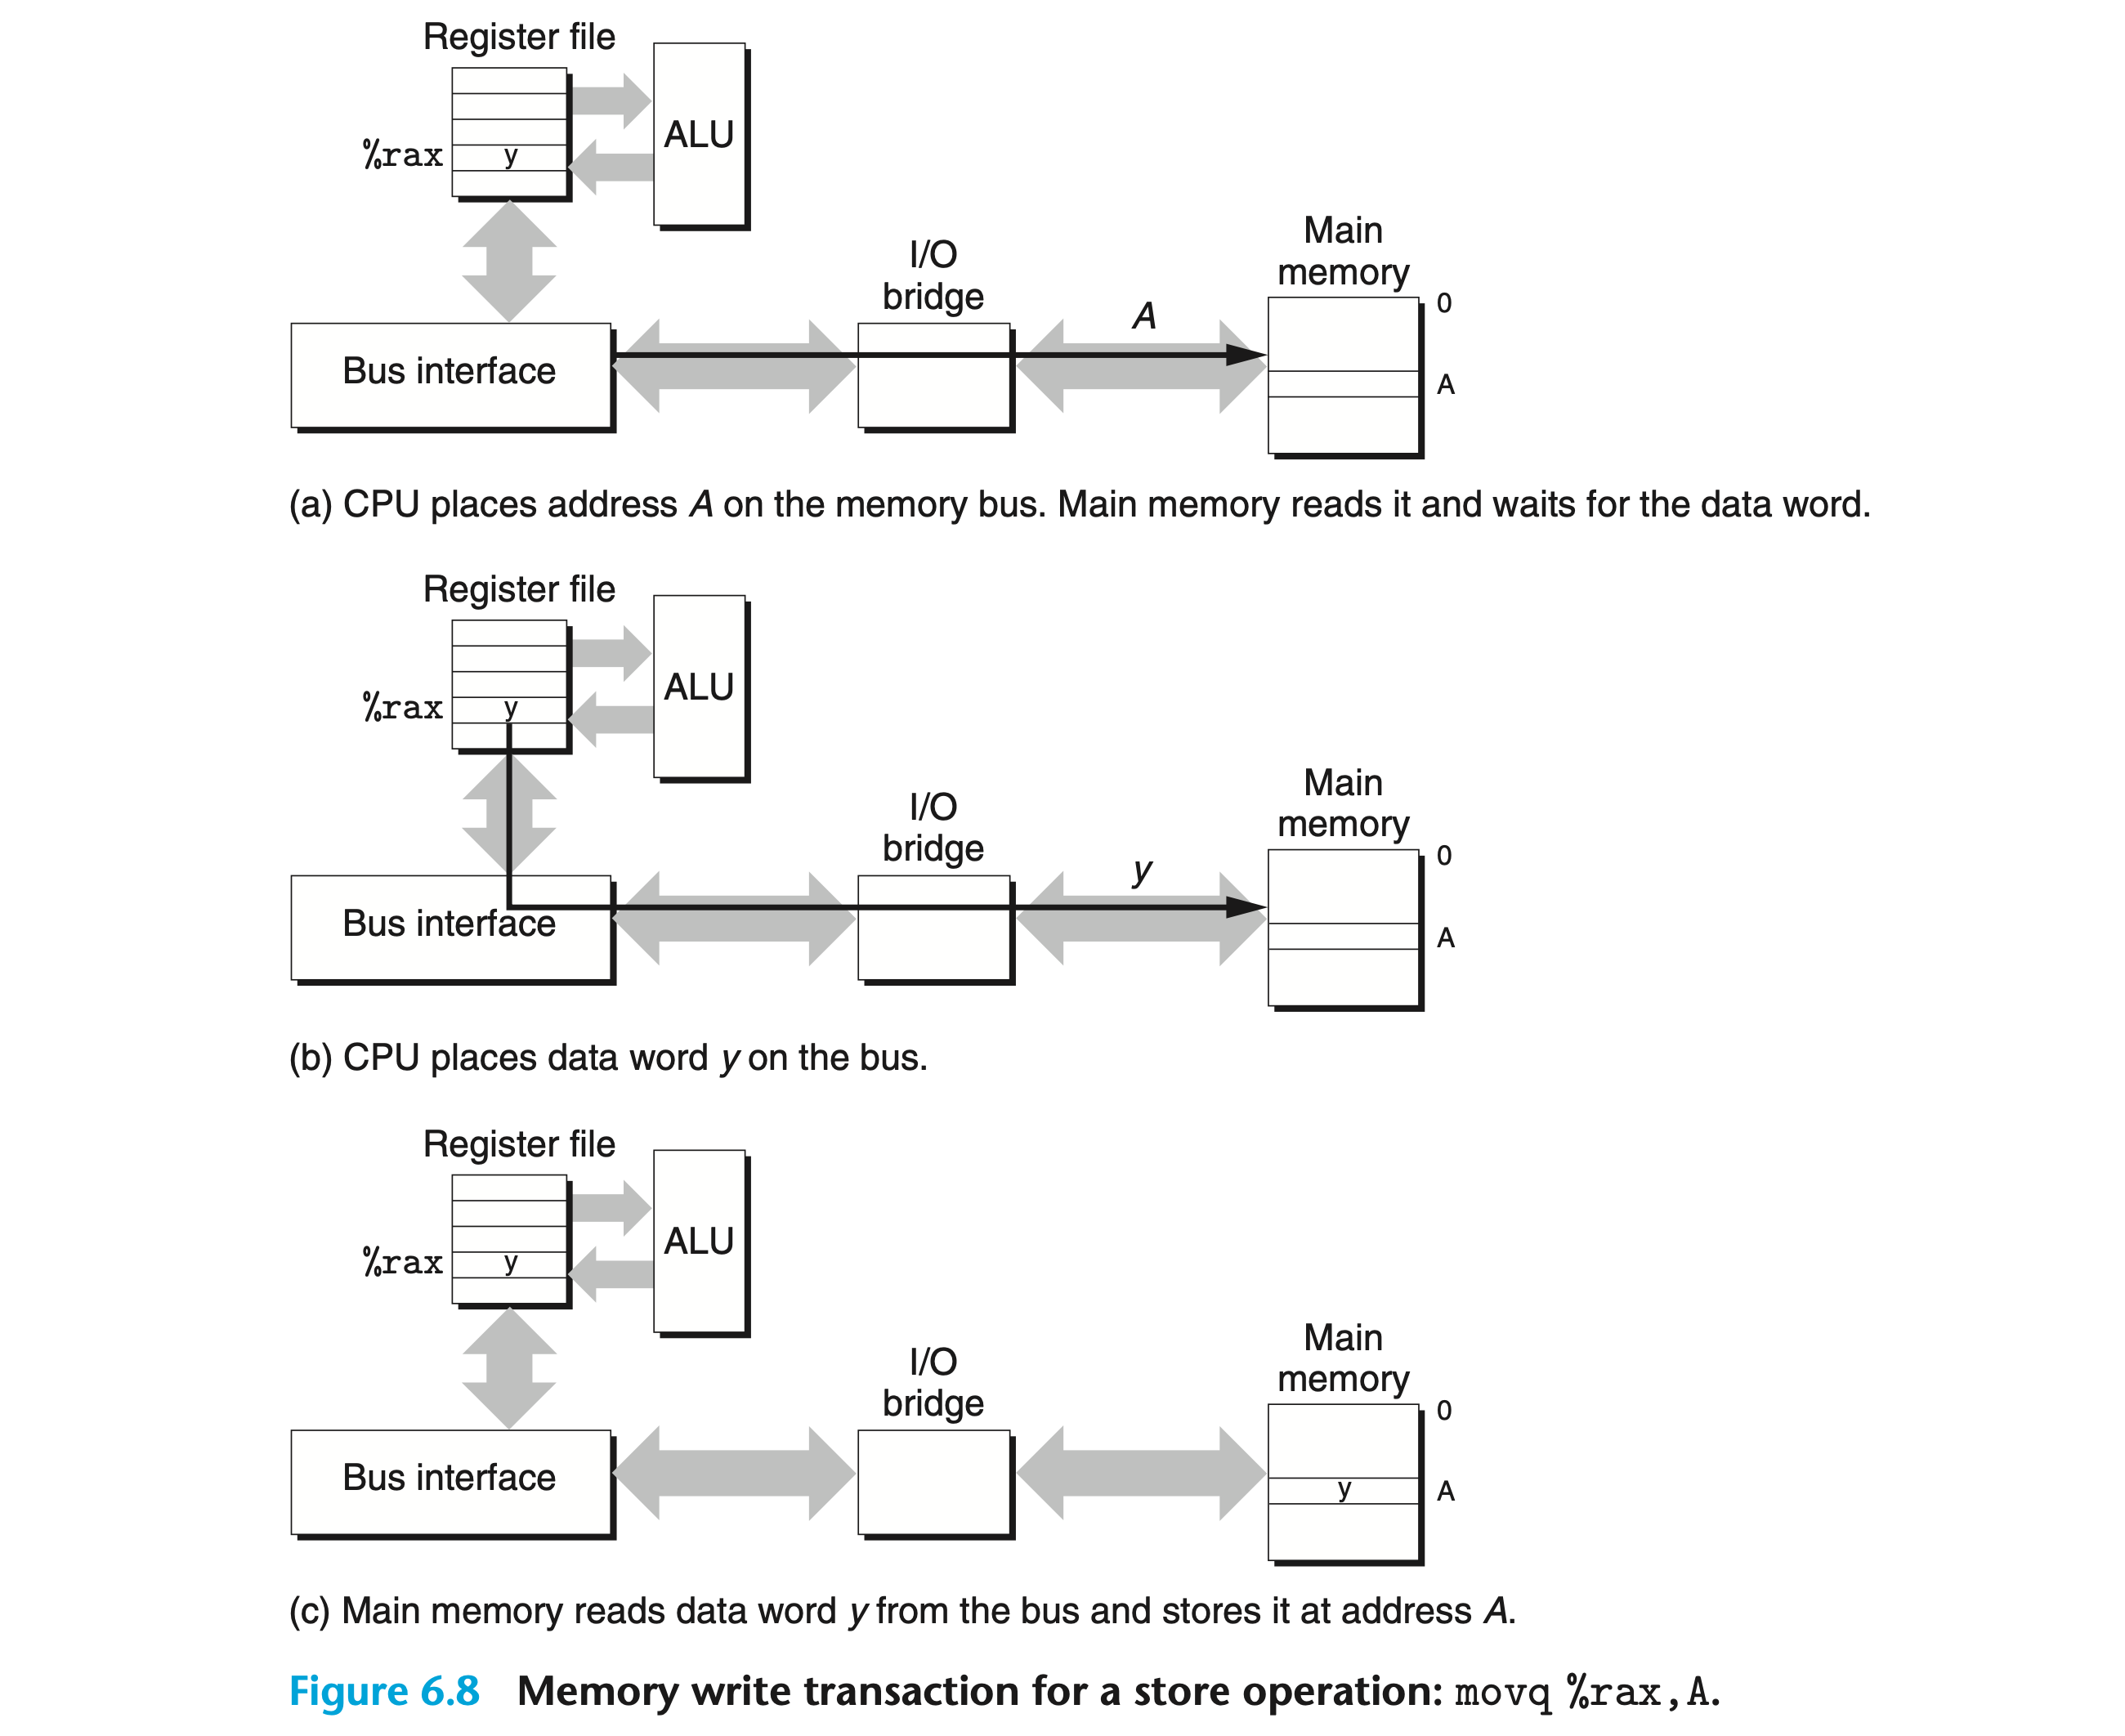 Register file
ALU
%rax
y
I/O
bridge
Main
memory
0
A
A
Bus interface
(a) CPU places address A on the memory bus. Main memory reads it and waits for the data word.
Register file
ALU
%rax
y
I/O
bridge
Main
memory
0
y
A
Bus interface
(b) CPU places data word y on the bus.
Register file
ALU
%rax
y
I/O
bridge
Main
memory
0
y
A
Bus interface
(c) Main memory reads data word y from the bus and stores it at address A.
Figure 6.8 Memory write transaction for a store operation: movq %rax,A.